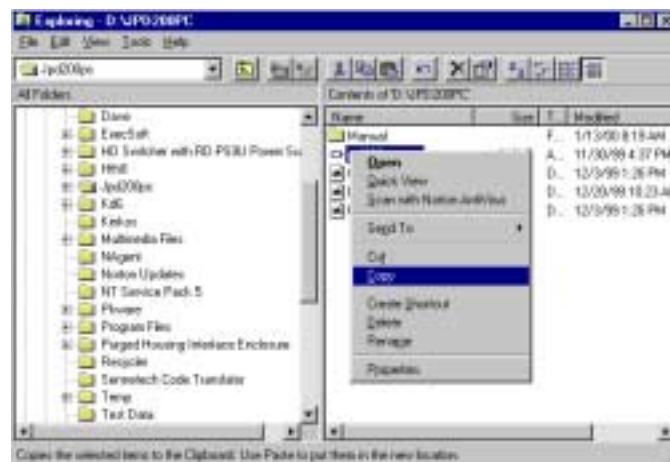 Exploring - D:\JPD200PC
File Edit View Tools Help
Jpd200pc
All Folders
Contents of 'D:\JPD200PC'
Name Size T... Modified
Dave
ExecSoft
HD Switcher with RD-PS3U Power Su
Html
Jpd200pc
Kd6
Kerkos
Multimedia Files
NAgent
Norton Updates
NT Service Pack 5
Pkware
Program Files
Purged Housing Interface Enclosure
Recycler
Sensotech Code Translator
Temp
Test Data
Manual F... 1/13/00 8:19 AM
A... 11/30/99 4:37 PM
D... 12/3/99 1:26 PM
D... 12/20/99 10:23 A
D... 12/3/99 1:26 PM
Open
Quick View
Scan with Norton AntiVirus
Send To
Cut
Copy
Create Shortcut
Delete
Rename
Properties
Copies the selected items to the Clipboard. Use Paste to put them in the new location.